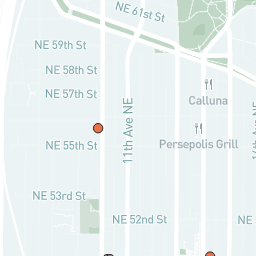 NE 61st St
NE 59th St
NE 58th St
NE 57th St
Calluna
11th Ave NE
Persepolis Grill
NE 55th St
NE 53rd St
NE 52nd St